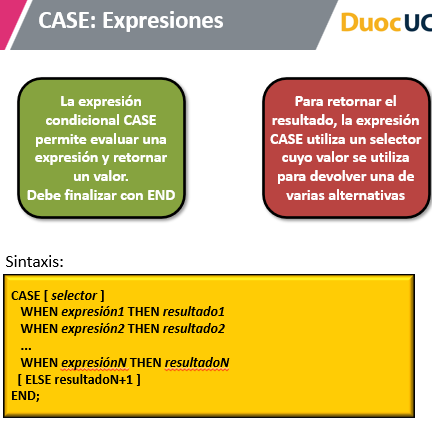 CASE: Expresiones
DuocUC
La expresión
condicional CASE
permite evaluar una
expresión y retornar
un valor.
Debe finalizar con END
Para retornar el
resultado, la expresión
CASE utiliza un selector
cuyo valor se utiliza
para devolver una de
varias alternativas
Sintaxis:
CASE [ selector ]
WHEN expresión1 THEN resultado1
WHEN expresión2 THEN resultado2
...
WHEN expresiónN THEN resultadoN
[ ELSE resultadoN+1 ]
END;